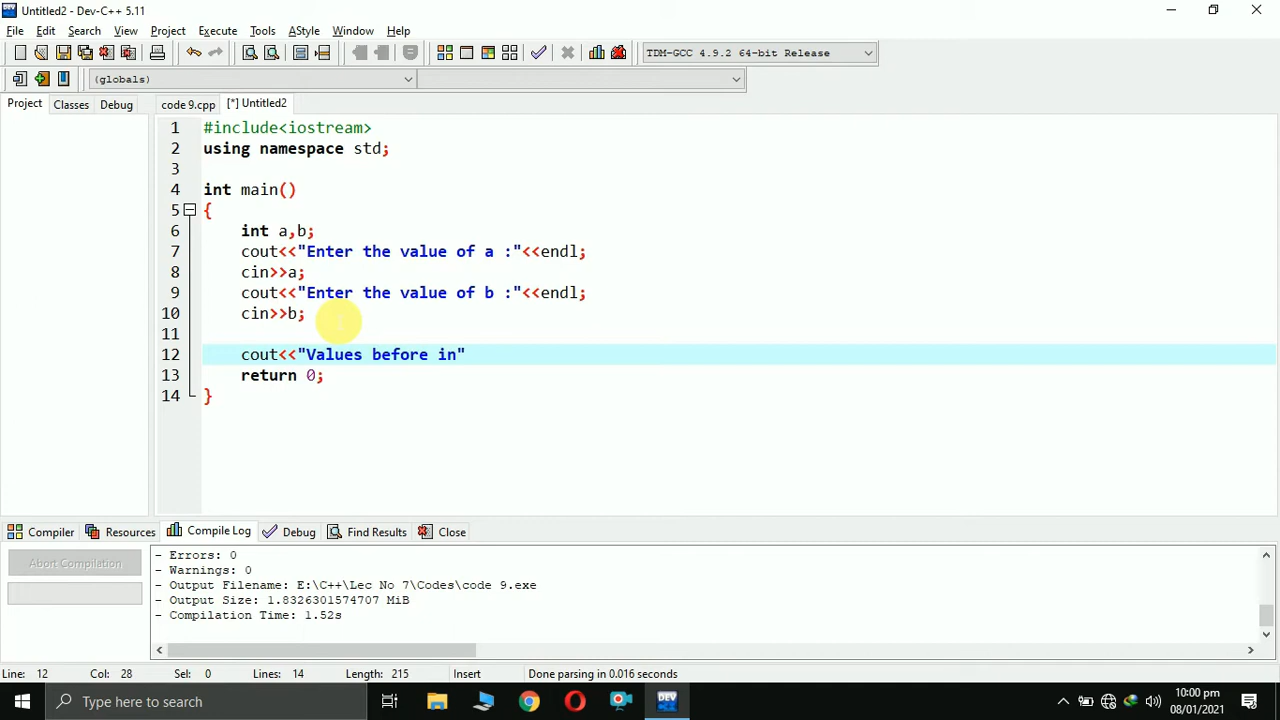 Untitled2 - Dev-C++ 5.11
File Edit Search View Project Execute Tools AStyle Window Help
TDM-GCC 4.9.2 64-bit Release
(globals)
Project Classes Debug code 9.cpp [*] Untitled2
1 #include<iostream>
2 using namespace std;
3
4 int main()
5 {
6 int a,b;
7 cout<<"Enter the value of a :"<<endl;
8 cin>>a;
9 cout<<"Enter the value of b :"<<endl;
10 cin>>b;
11
12 cout<<"Values before in"
13 return 0;
14 }
Compiler Resources Compile Log Debug Find Results Close
Abort Compilation
- Errors: 0
- Warnings: 0
- Output Filename: E:\C++\Lec No 7\Codes\code 9.exe
- Output Size: 1.8326301574707 MiB
- Compilation Time: 1.52s
Line: 12 Col: 28 Sel: 0 Lines: 14 Length: 215 Insert Done parsing in 0.016 seconds
Type here to search
DEV
10:00 pm
08/01/2021